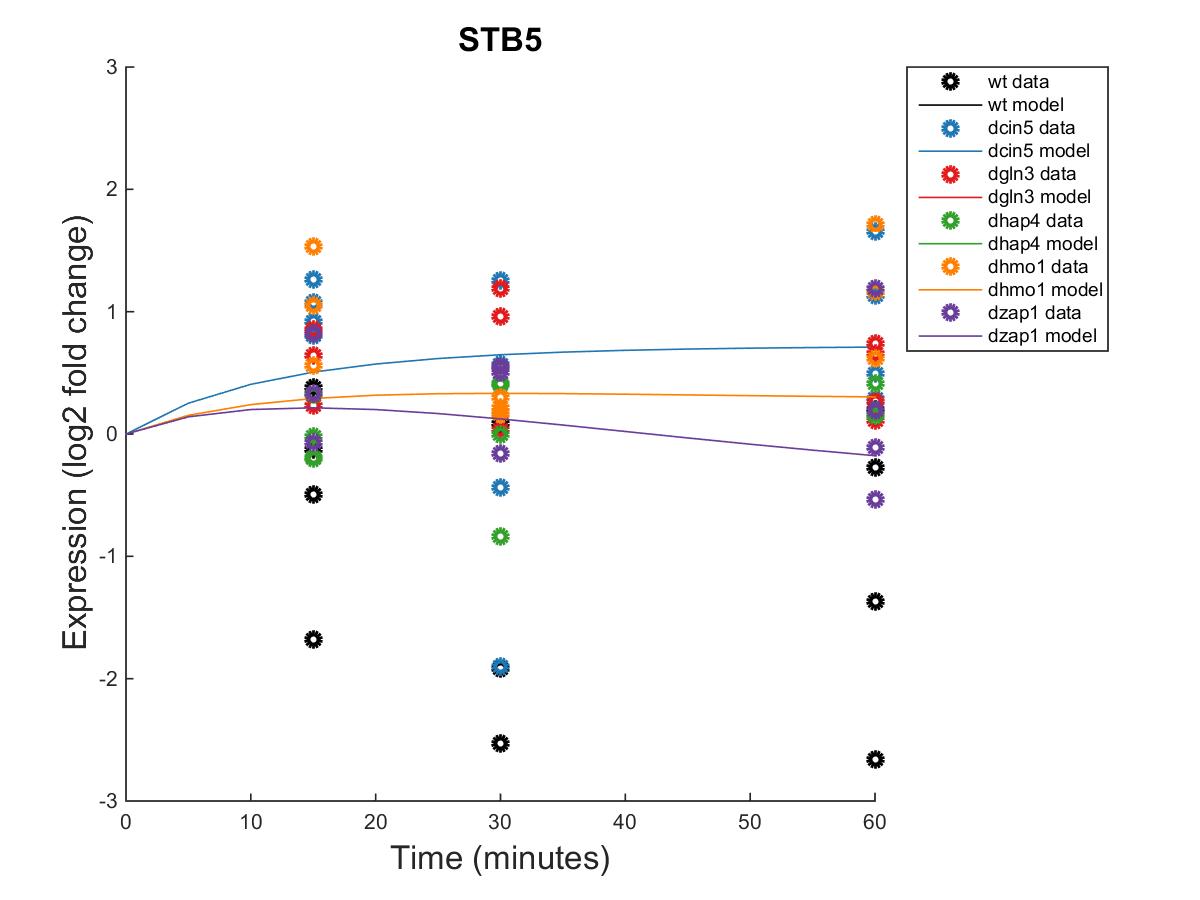 STB5
Expression (log2 fold change)
3
2
1
0
-1
-2
-3
0 10 20 30 40 50 60
Time (minutes)
wt data
wt model
dcin5 data
dcin5 model
dgln3 data
dgln3 model
dhap4 data
dhap4 model
dhmo1 data
dhmo1 model
dzap1 data
dzap1 model